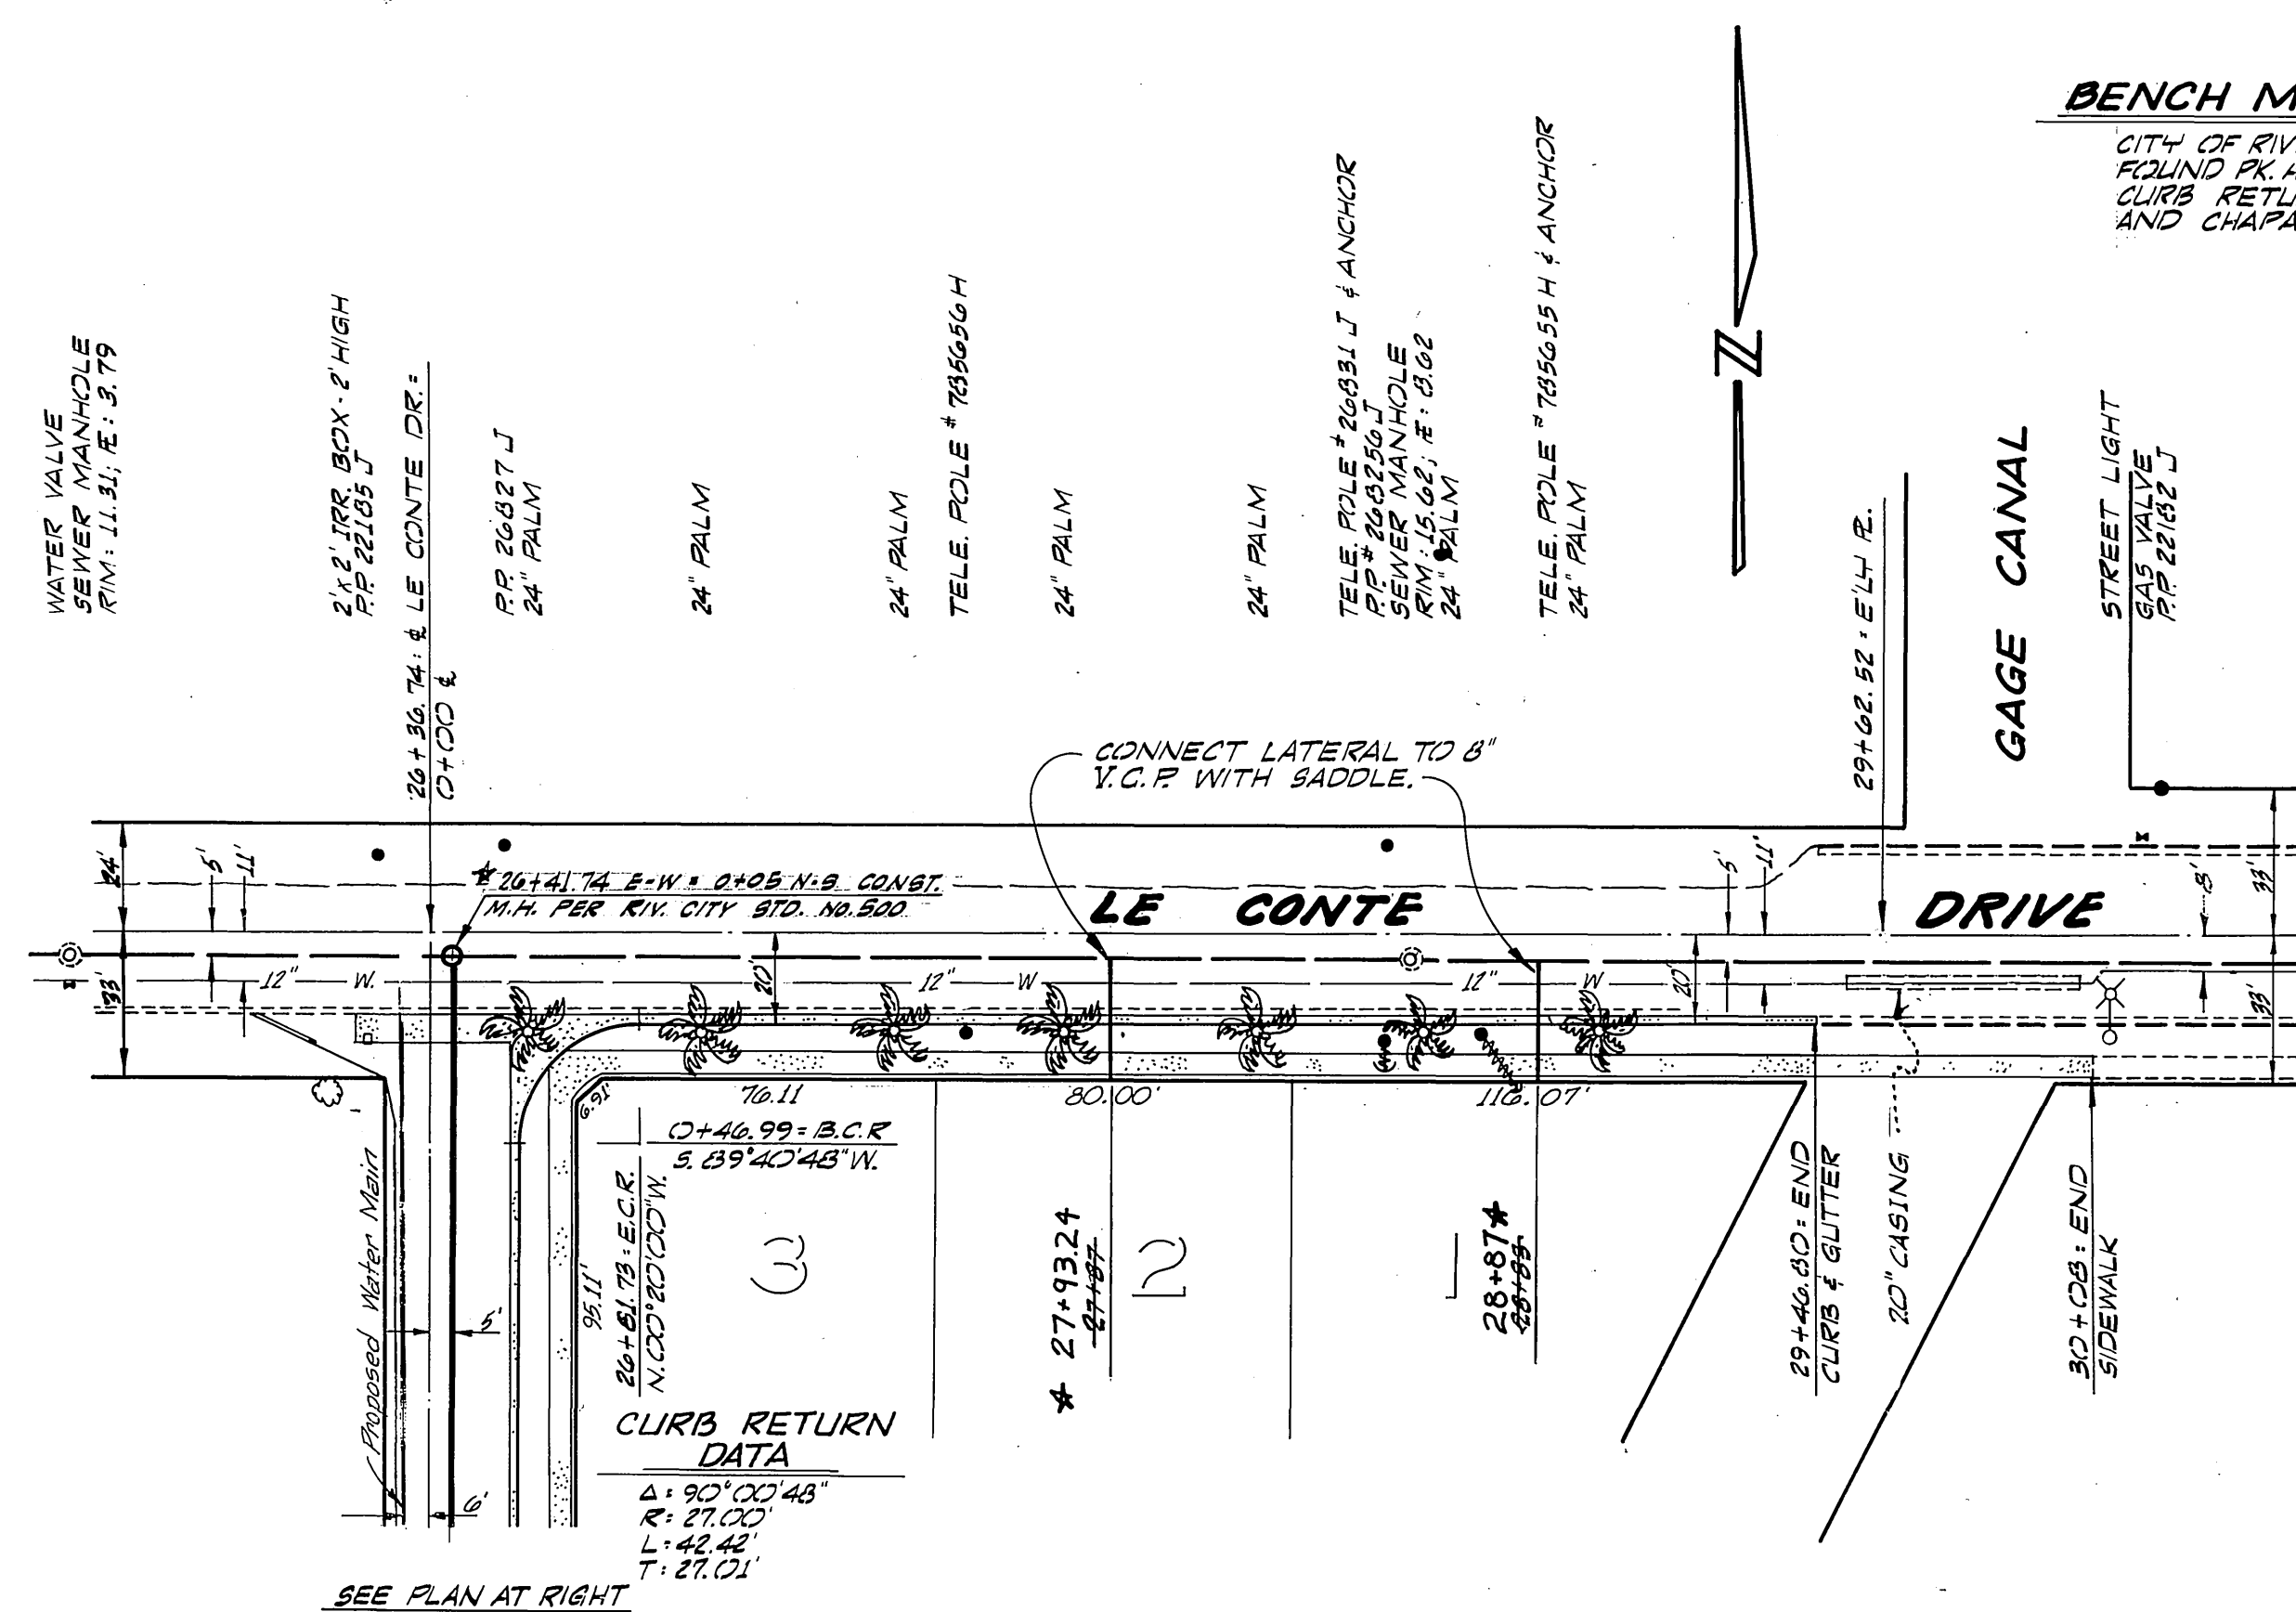 BENCH M
CITY OF RIV
FOUND PK.
CURB RETU
AND CHAPA
WATER VALVE
SEWER MANHOLE
RIM: 11.31; FE: 3.79
2' x 2' IRR. BOX - 2' HIGH
P.P. 22185 J
26+36.74: ℄ LE CONTE DR. =
0+00 ℄
P.P. 26827 J
24" PALM
24" PALM
24" PALM
TELE. POLE # 785656 H
24" PALM
24" PALM
TELE. POLE # 26831 J & ANCHOR
P.P. # 268256 J
SEWER MANHOLE
RIM: 15.62; FE: 8.62
24" PALM
TELE. POLE # 785655 H & ANCHOR
24" PALM
N
29+62.52 = E'LY ℞.
GAGE CANAL
STREET LIGHT
GAS VALVE
P.P. 22182 J
CONNECT LATERAL TO 8"
V.C.P. WITH SADDLE.
24'
5'
11'
33'
26+41.74 E-W = 0+05 N-S CONST.
M.H. PER RIV. CITY STD. NO. 500
LE CONTE DRIVE
5'
11'
8'
33'
33'
20'
20'
12" W.
12" W
12" W
76.11
80.00'
116.07'
6.91'
0+46.99 = B.C.R
S. 89°40'48" W.
26+81.73 = E.C.R.
N.00°20'00" W.
95.11'
3
2
1
★ 27+93.24
27+87
28+87★
28+83
29+46.80 = END
CURB & GUTTER
20" CASING
30+08 = END
SIDEWALK
Proposed Water Main
5'
6'
CURB RETURN
DATA
Δ = 90°00'48"
R = 27.00'
L = 42.42'
T = 27.01'
SEE PLAN AT RIGHT